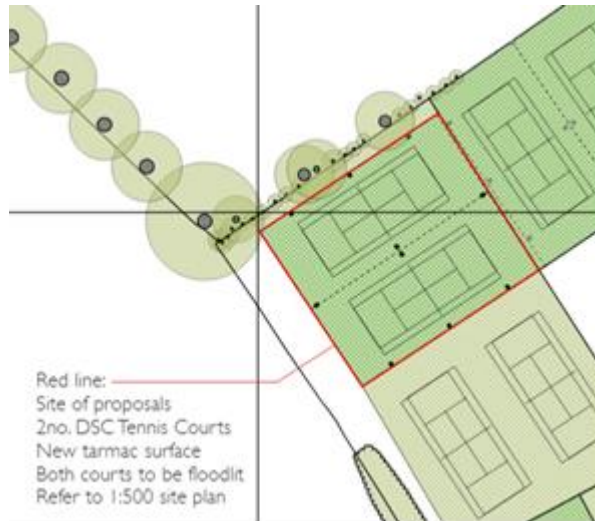 Red line:
Site of proposals
2no. DSC Tennis Courts
New tarmac surface
Both courts to be floodlit
Refer to 1:500 site plan